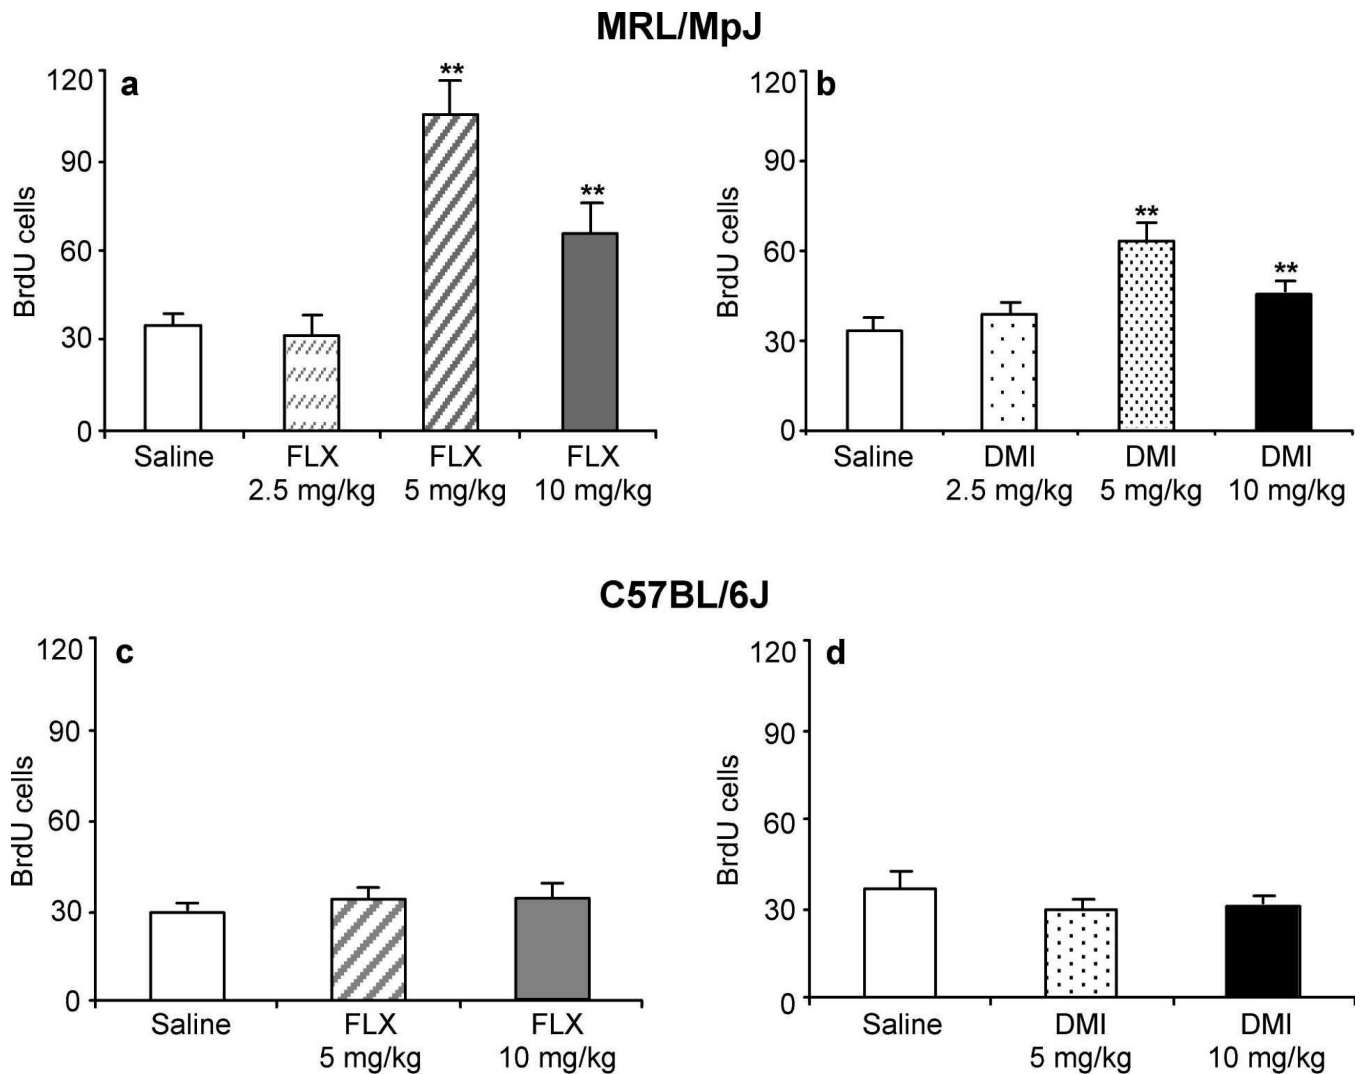 MRL/MpJ
a
120
90
60
30
0
BrdU cells
**
**
Saline
FLX
2.5 mg/kg
FLX
5 mg/kg
FLX
10 mg/kg
b
120
90
60
30
0
BrdU cells
**
**
Saline
DMI
2.5 mg/kg
DMI
5 mg/kg
DMI
10 mg/kg
C57BL/6J
c
120
90
60
30
0
BrdU cells
Saline
FLX
5 mg/kg
FLX
10 mg/kg
d
120
90
60
30
0
BrdU cells
Saline
DMI
5 mg/kg
DMI
10 mg/kg